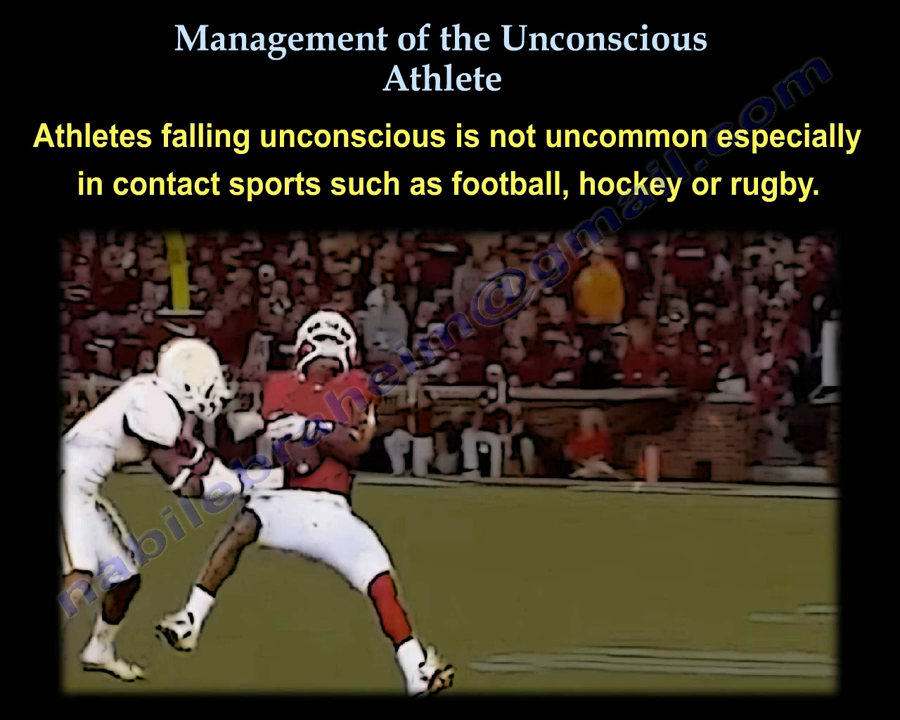 Management of the Unconscious
Athlete
Athletes falling unconscious is not uncommon especially
in contact sports such as football, hockey or rugby.
nabilebraheim@gmail.com